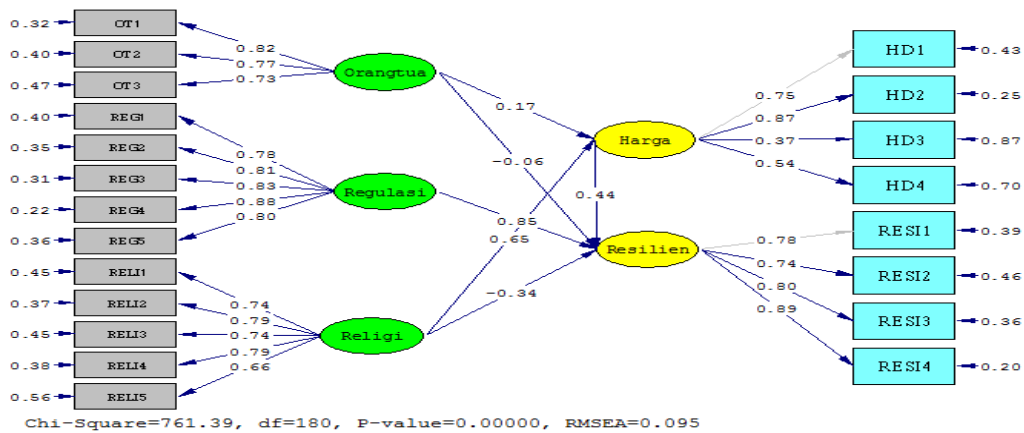 0.32 OT1
0.40 OT2
0.47 OT3
0.40 REG1
0.35 REG2
0.31 REG3
0.22 REG4
0.36 REG5
0.45 RELI1
0.37 RELI2
0.45 RELI3
0.38 RELI4
0.56 RELI5
0.82
0.77
0.73
0.78
0.81
0.83
0.88
0.80
0.74
0.79
0.74
0.79
0.66
Orangtua
Regulasi
Religi
0.17
-0.06
0.85
0.65
-0.34
Harga
0.44
Resilien
0.75
0.87
0.37
0.54
0.78
0.74
0.80
0.89
HD1 0.43
HD2 0.25
HD3 0.87
HD4 0.70
RESI1 0.39
RESI2 0.46
RESI3 0.36
RESI4 0.20
Chi-Square=761.39, df=180, P-value=0.00000, RMSEA=0.095